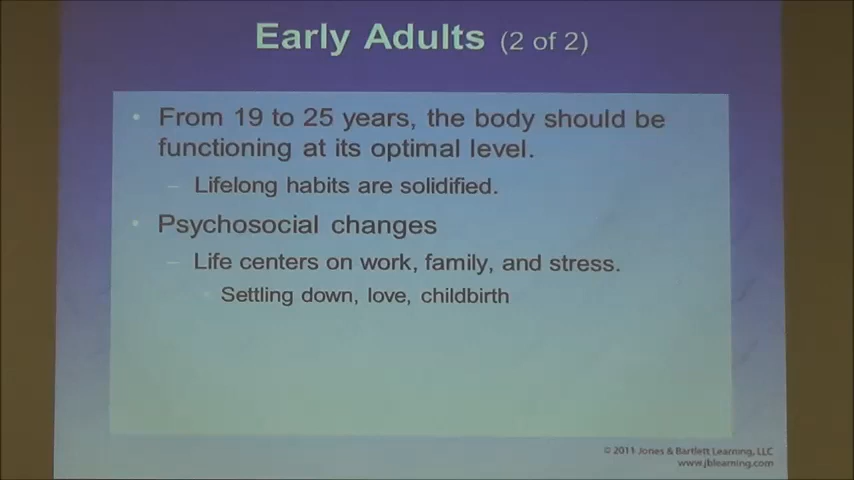 Early Adults (2 of 2)
• From 19 to 25 years, the body should be
functioning at its optimal level.
– Lifelong habits are solidified.
• Psychosocial changes
– Life centers on work, family, and stress.
• Settling down, love, childbirth
© 2011 Jones & Bartlett Learning, LLC
www.jblearning.com